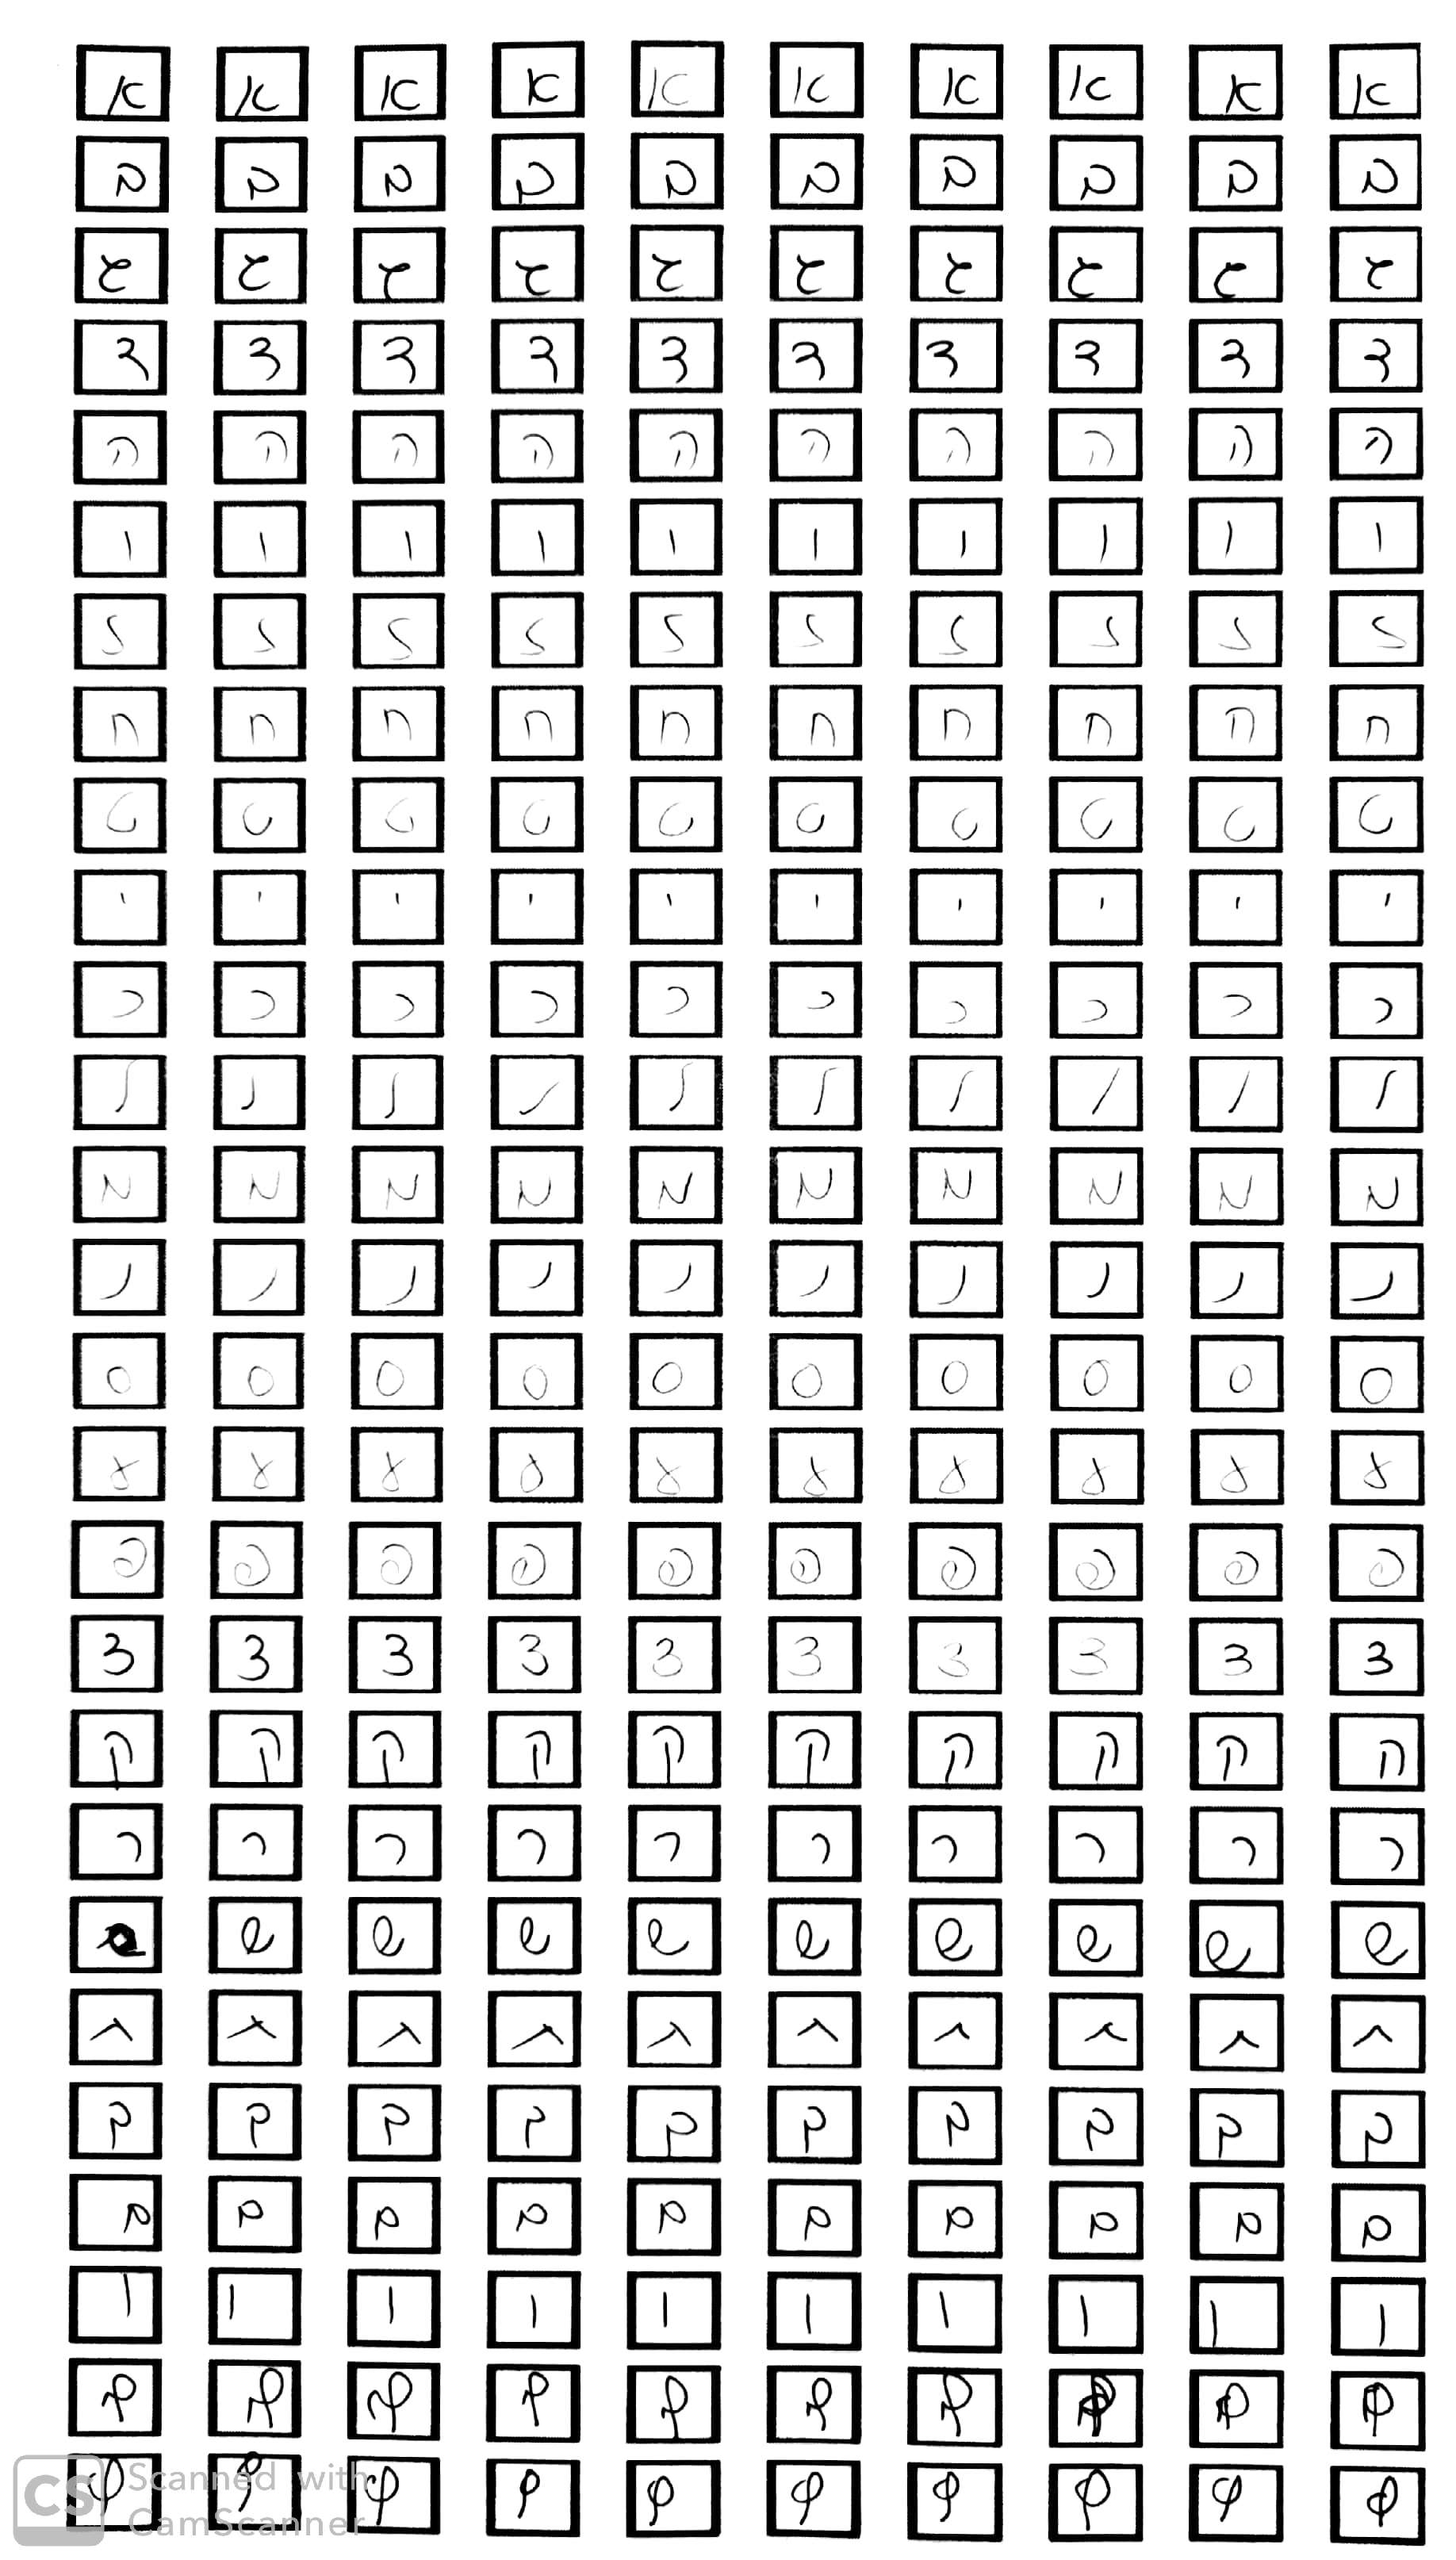 א א א א א א א א א א
ב ב ב ב ב ב ב ב ב ב
ג ג ג ג ג ג ג ג ג ג
ד ד ד ד ד ד ד ד ד ד
ה ה ה ה ה ה ה ה ה ה
ו ו ו ו ו ו ו ו ו ו
ז ז ז ז ז ז ז ז ז ז
ח ח ח ח ח ח ח ח ח ח
ט ט ט ט ט ט ט ט ט ט
י י י י י י י י י י
כ כ כ כ כ כ כ כ כ כ
ל ל ל ל ל ל ל ל ל ל
מ מ מ מ מ מ מ מ מ מ
נ נ נ נ נ נ נ נ נ נ
ס ס ס ס ס ס ס ס ס ס
ע ע ע ע ע ע ע ע ע ע
פ פ פ פ פ פ פ פ פ פ
צ צ צ צ צ צ צ צ צ צ
ק ק ק ק ק ק ק ק ק ק
ר ר ר ר ר ר ר ר ר ר
ש ש ש ש ש ש ש ש ש
ת ת ת ת ת ת ת ת ת ת
ך ך ך ך ך ך ך ך ך ך
ם ם ם ם ם ם ם ם ם ם
ן ן ן ן ן ן ן ן ן ן
ף ף ף ף ף ף ף ף ף
ץ ץ ץ ץ ץ ץ ץ ץ ץ ץ
CS Scanned with
CamScanner